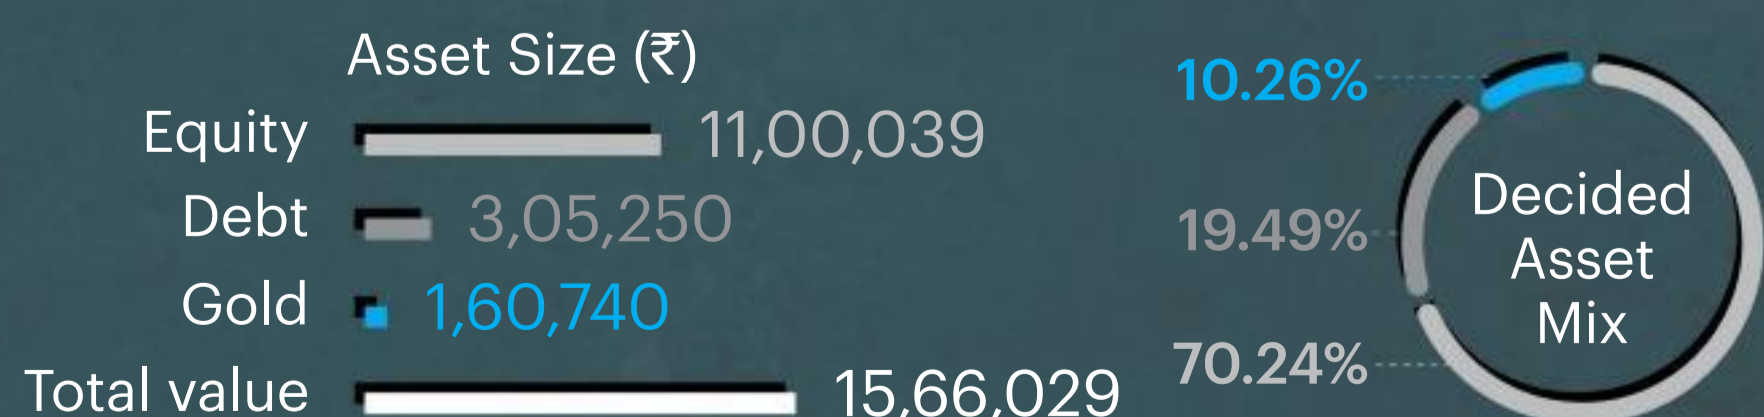 Asset Size (₹)
Equity 11,00,039
Debt 3,05,250
Gold 1,60,740
Total value 15,66,029
10.26%
19.49%
70.24%
Decided
Asset
Mix